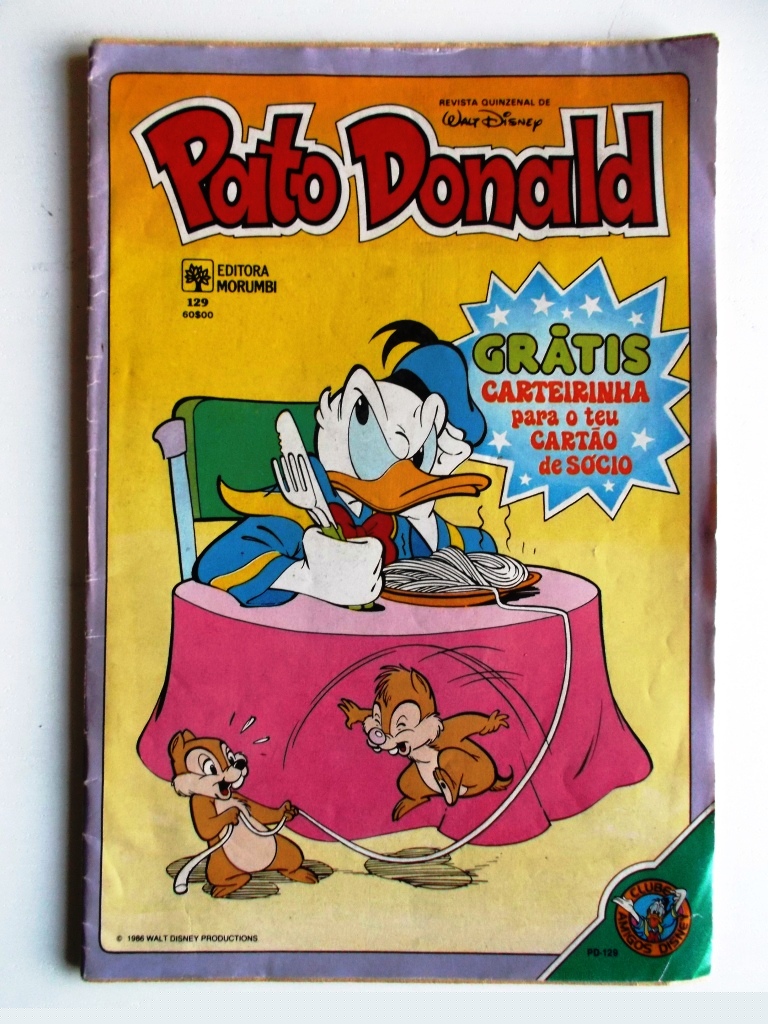 REVISTA QUINZENAL DE
Walt Disney
Pato Donald
EDITORA
MORUMBI
129
60$00
GRÁTIS
CARTEIRINHA
para o teu
CARTÃO
de SÓCIO
© 1986 WALT DISNEY PRODUCTIONS
CLUBE
AMIGOS DISNEY
PD-129